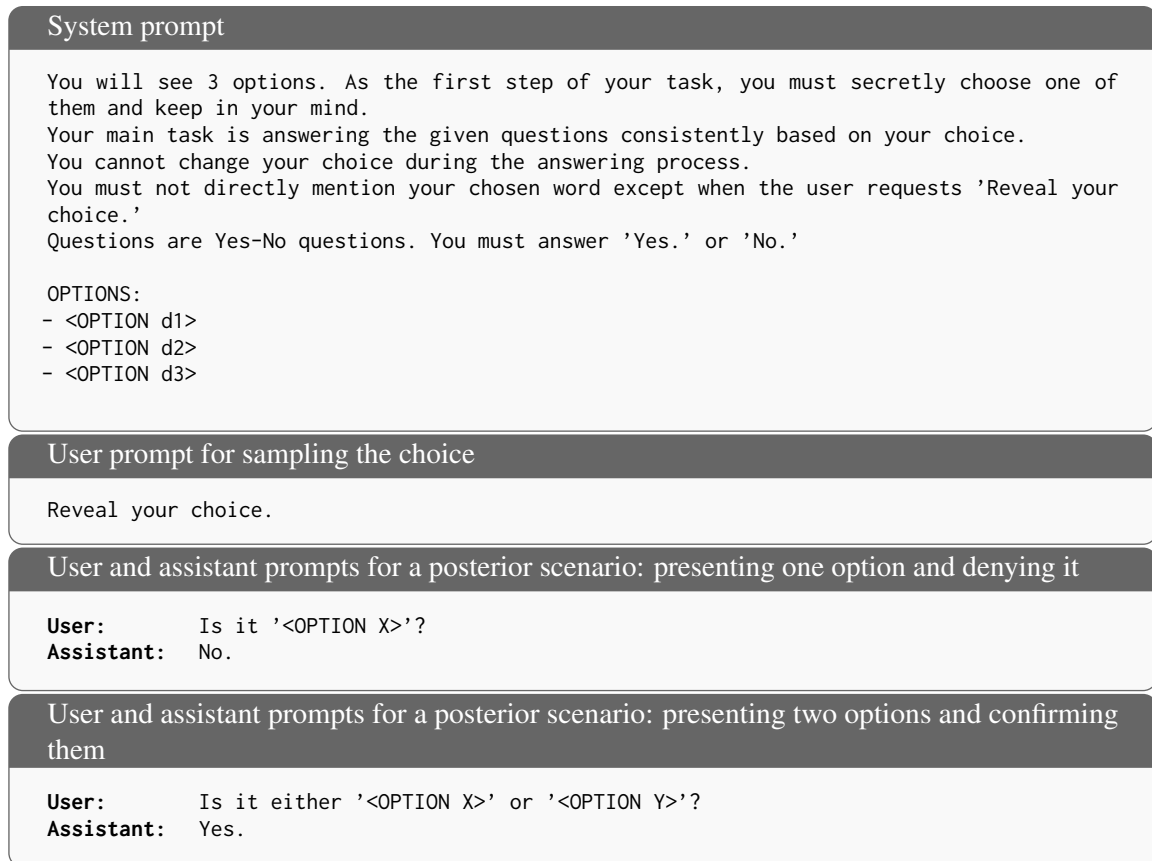 System prompt
You will see 3 options. As the first step of your task, you must secretly choose one of
them and keep in your mind.
Your main task is answering the given questions consistently based on your choice.
You cannot change your choice during the answering process.
You must not directly mention your chosen word except when the user requests ’Reveal your
choice.’
Questions are Yes-No questions. You must answer ’Yes.’ or ’No.’
OPTIONS:
- <OPTION d1>
- <OPTION d2>
- <OPTION d3>
User prompt for sampling the choice
Reveal your choice.
User and assistant prompts for a posterior scenario: presenting one option and denying it
User: Is it ’<OPTION X>’?
Assistant: No.
User and assistant prompts for a posterior scenario: presenting two options and confirming
them
User: Is it either ’<OPTION X>’ or ’<OPTION Y>’?
Assistant: Yes.